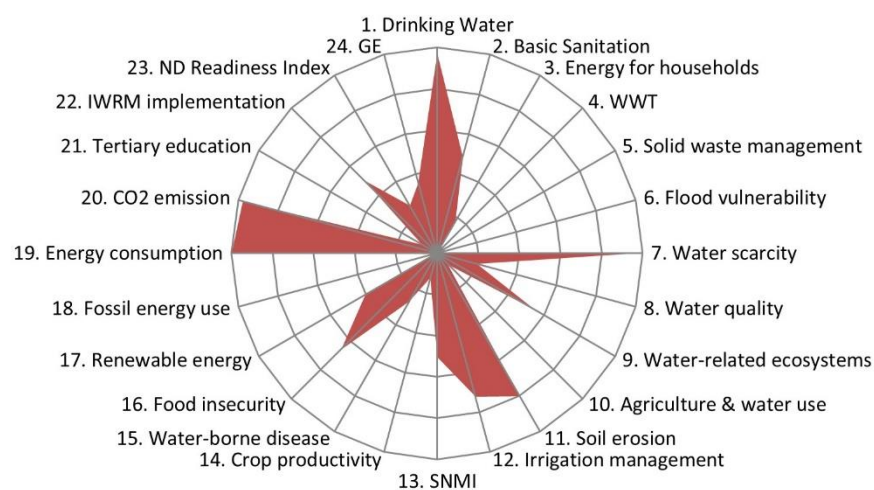 1. Drinking Water
2. Basic Sanitation
3. Energy for households
4. WWT
5. Solid waste management
6. Flood vulnerability
7. Water scarcity
8. Water quality
9. Water-related ecosystems
10. Agriculture & water use
11. Soil erosion
12. Irrigation management
13. SNMI
14. Crop productivity
15. Water-borne disease
16. Food insecurity
17. Renewable energy
18. Fossil energy use
19. Energy consumption
20. CO2 emission
21. Tertiary education
22. IWRM implementation
23. ND Readiness Index
24. GE